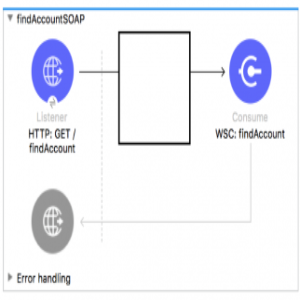 findAccountSOAP
Listener
HTTP: GET /
findAccount
Consume
WSC: findAccount
Error handling